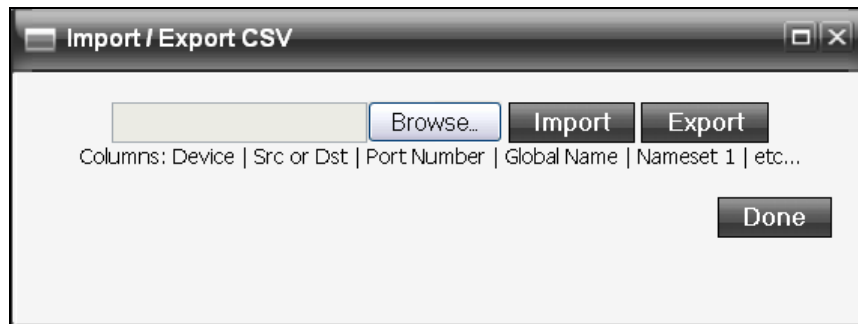 Import / Export CSV
Browse... Import Export
Columns: Device | Src or Dst | Port Number | Global Name | Nameset 1 | etc...
Done